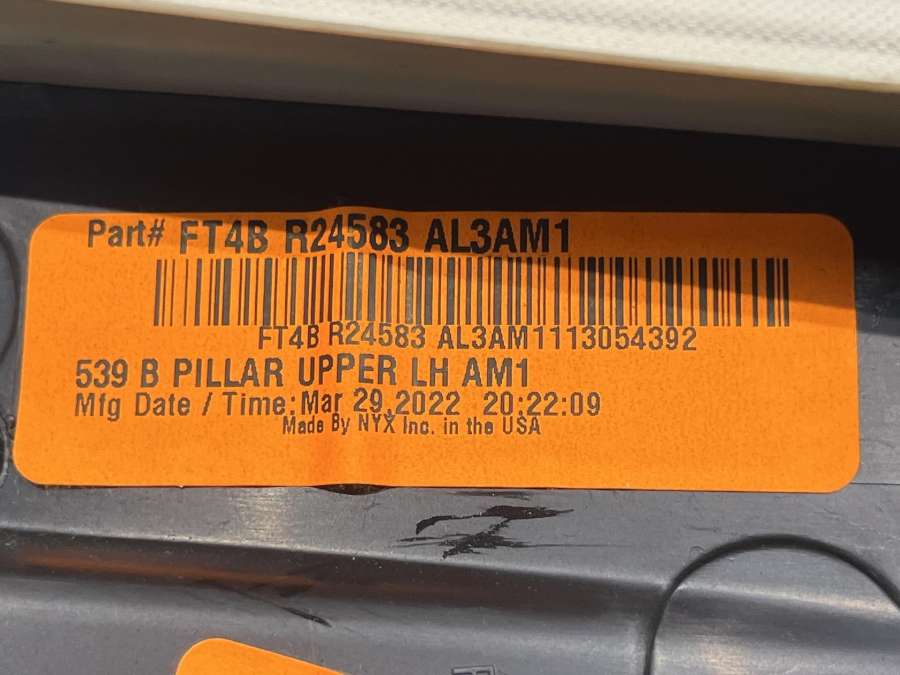 Part# FT4B R24583 AL3AM1
FT4B R24583 AL3AM1113054392
539 B PILLAR UPPER LH AM1
Mfg Date / Time:Mar 29,2022 20:22:09
Made By NYX Inc. in the USA